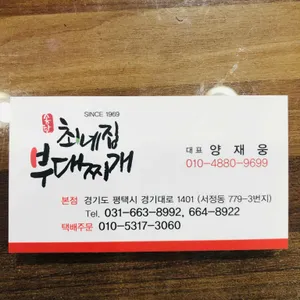 SINCE 1969
최네집
부대찌개
대표 양재웅
010-4880-9699
본점 경기도 평택시 경기대로 1401 (서정동 779-3번지)
Tel. 031-663-8992, 664-8922
택배주문 010-5317-3060